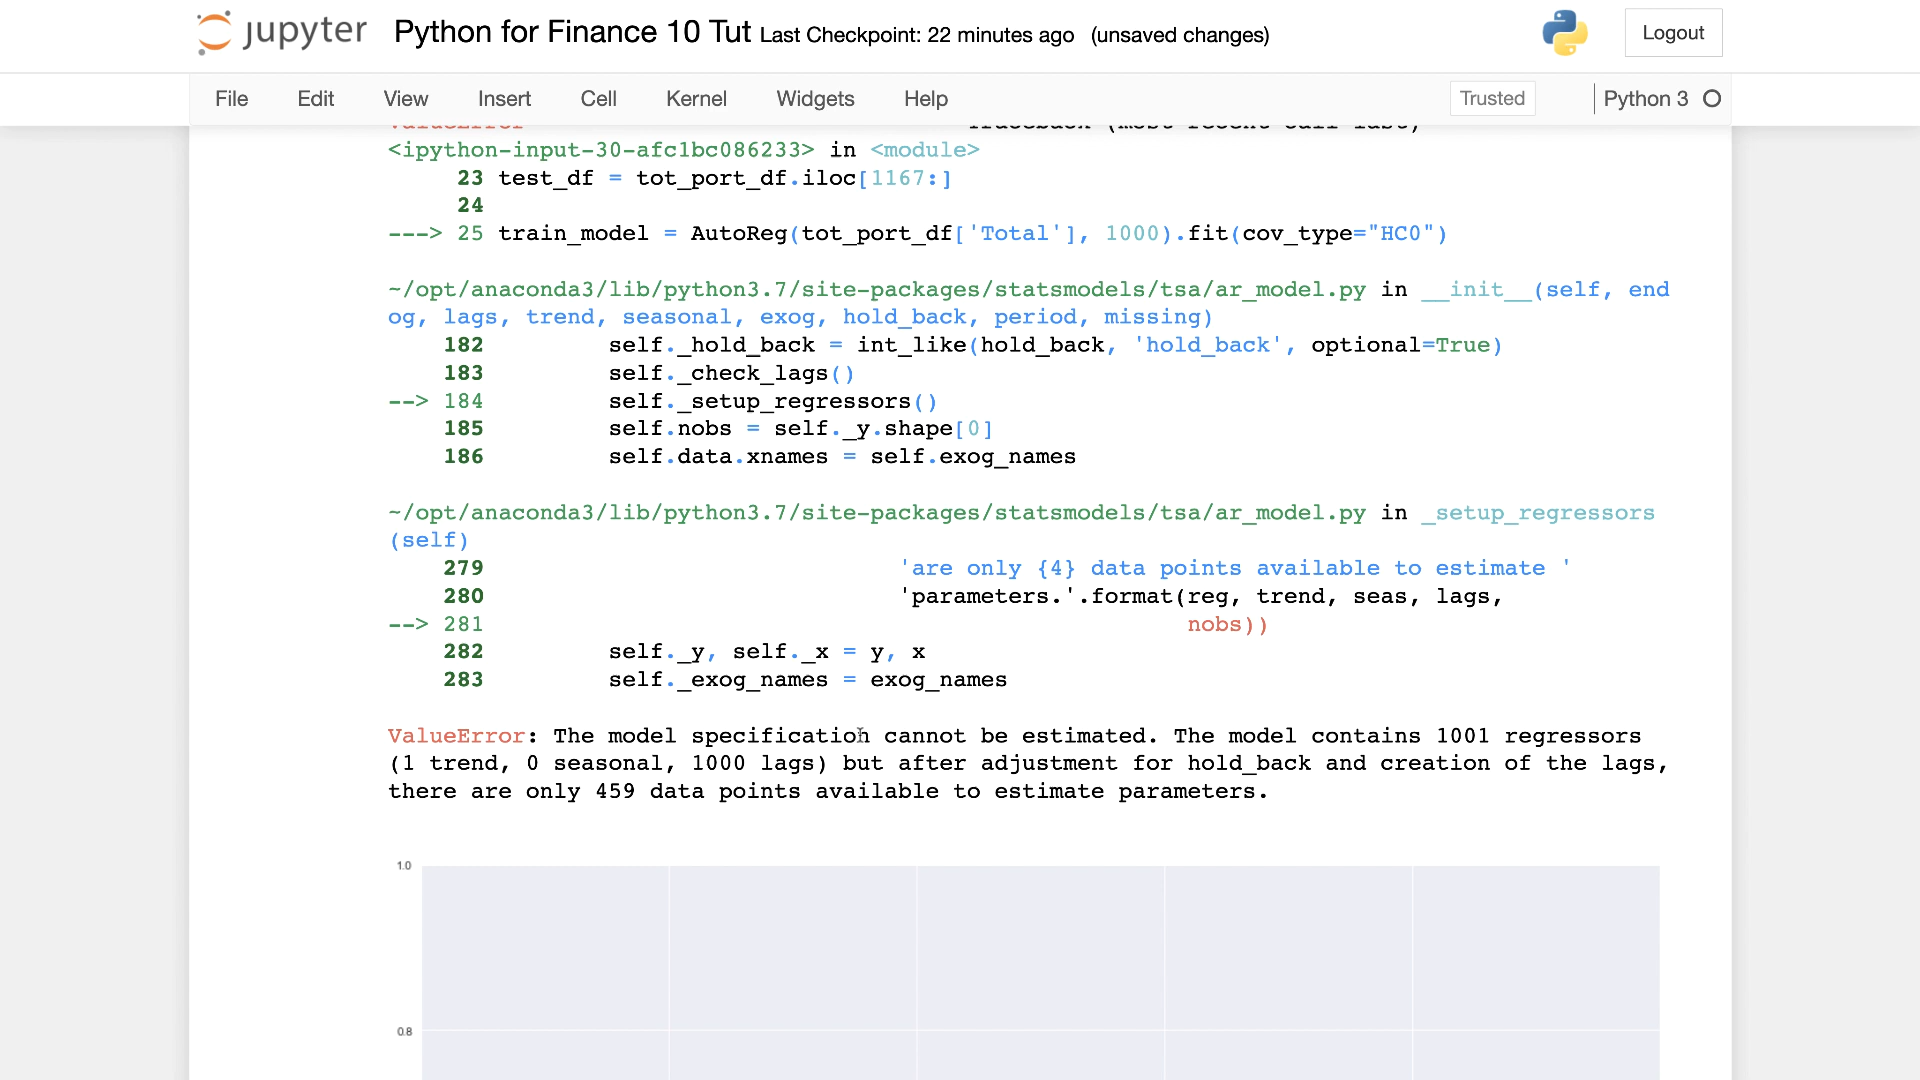 jupyter Python for Finance 10 Tut Last Checkpoint: 22 minutes ago (unsaved changes) Logout
File Edit View Insert Cell Kernel Widgets Help Trusted Python 3
ValueError Traceback (most recent call last)
<ipython-input-30-afc1bc086233> in <module>
23 test_df = tot_port_df.iloc[1167:]
24
---> 25 train_model = AutoReg(tot_port_df['Total'], 1000).fit(cov_type="HC0")
~/opt/anaconda3/lib/python3.7/site-packages/statsmodels/tsa/ar_model.py in __init__(self, end
og, lags, trend, seasonal, exog, hold_back, period, missing)
182 self._hold_back = int_like(hold_back, 'hold_back', optional=True)
183 self._check_lags()
--> 184 self._setup_regressors()
185 self.nobs = self._y.shape[0]
186 self.data.xnames = self.exog_names
~/opt/anaconda3/lib/python3.7/site-packages/statsmodels/tsa/ar_model.py in _setup_regressors
(self)
279 'are only {4} data points available to estimate '
280 'parameters.'.format(reg, trend, seas, lags,
--> 281 nobs))
282 self._y, self._x = y, x
283 self._exog_names = exog_names
ValueError: The model specification cannot be estimated. The model contains 1001 regressors
(1 trend, 0 seasonal, 1000 lags) but after adjustment for hold_back and creation of the lags,
there are only 459 data points available to estimate parameters.
1.0
0.8